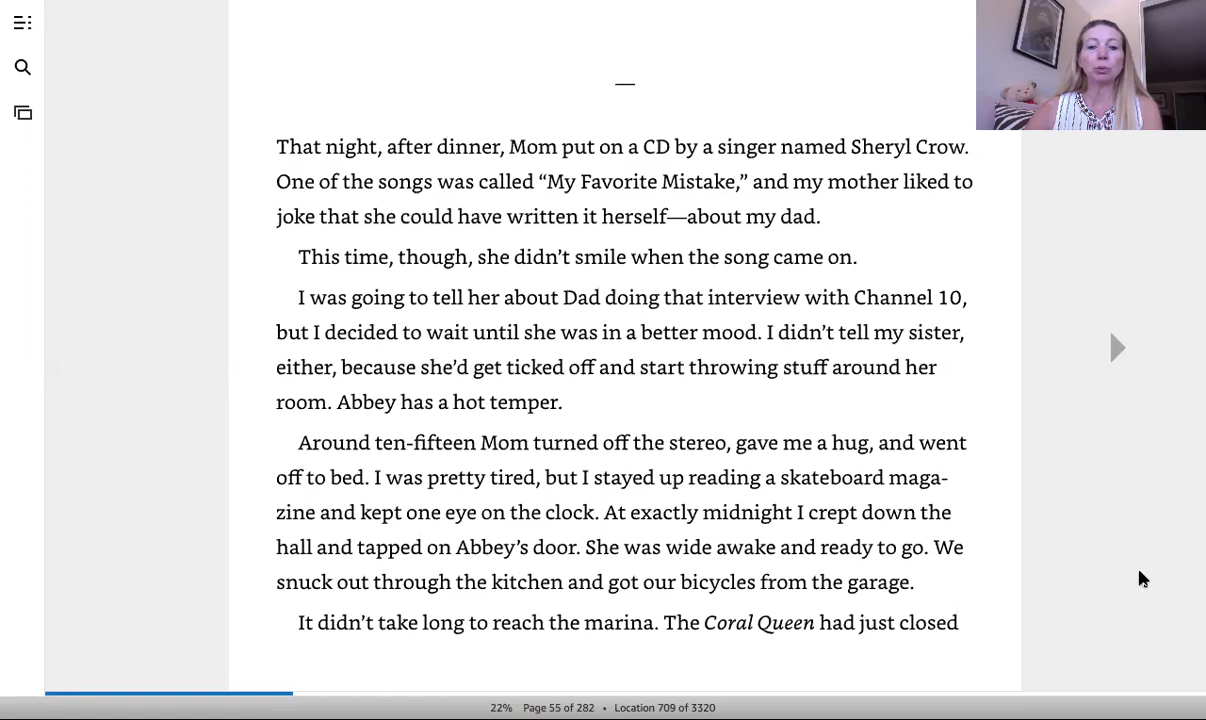 —
That night, after dinner, Mom put on a CD by a singer named Sheryl Crow.
One of the songs was called “My Favorite Mistake,” and my mother liked to
joke that she could have written it herself—about my dad.
This time, though, she didn’t smile when the song came on.
I was going to tell her about Dad doing that interview with Channel 10,
but I decided to wait until she was in a better mood. I didn’t tell my sister,
either, because she’d get ticked off and start throwing stuff around her
room. Abbey has a hot temper.
Around ten-fifteen Mom turned off the stereo, gave me a hug, and went
off to bed. I was pretty tired, but I stayed up reading a skateboard maga-
zine and kept one eye on the clock. At exactly midnight I crept down the
hall and tapped on Abbey’s door. She was wide awake and ready to go. We
snuck out through the kitchen and got our bicycles from the garage.
It didn’t take long to reach the marina. The Coral Queen had just closed
22% Page 55 of 282 • Location 709 of 3320